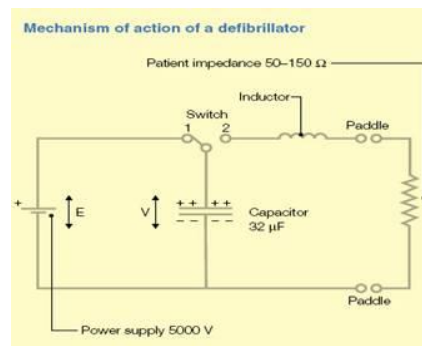 Mechanism of action of a defibrillator
Patient impedance 50–150 Ω
Inductor
Switch
1 2
Paddle
+
E
V
+ + + +
– – – –
Capacitor
32 µF
Paddle
Power supply 5000 V